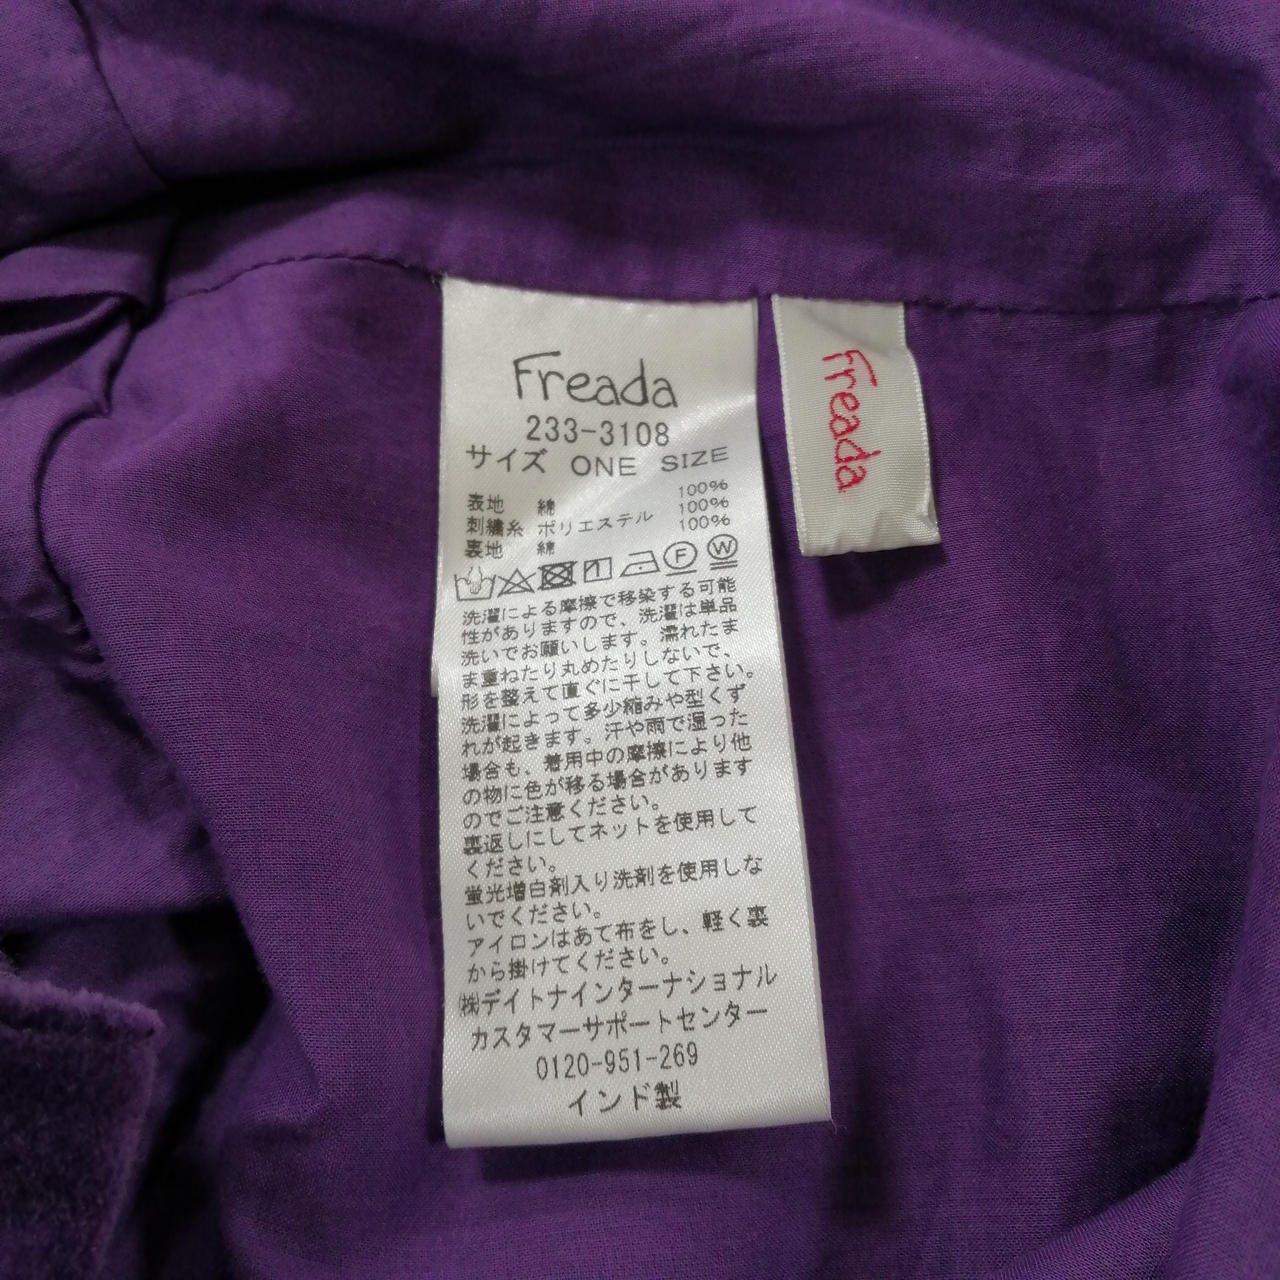 Freada
233-3108
サイズ ONE SIZE
表地 綿 100%
刺繍糸 ポリエステル 100%
裏地 綿 100%
F W
洗濯による摩擦で移染する可能
性がありますので、洗濯は単品
洗いでお願いします。濡れたま
ま重ねたり丸めたりしないで、
形を整えて直ぐに干して下さい。
洗濯によって多少縮みや型くず
れが起きます。汗や雨で湿った
場合も、着用中の摩擦により他
の物に色が移る場合があります
のでご注意ください。
裏返しにしてネットを使用して
ください。
蛍光増白剤入り洗剤を使用しな
いでください。
アイロンはあて布をし、軽く裏
から掛けてください。
㈱デイトナインターナショナル
カスタマーサポートセンター
0120-951-269
インド製
Freada